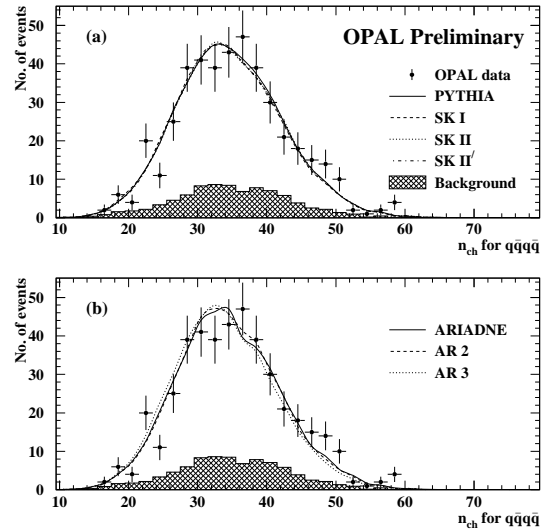 (a)
OPAL Preliminary
OPAL data
PYTHIA
SK I
SK II
SK II′
Background
No. of events
50
40
30
20
10
0
10 20 30 40 50 60 70
n_ch for qq̄qq̄
(b)
ARIADNE
AR 2
AR 3
No. of events
50
40
30
20
10
0
10 20 30 40 50 60 70
n_ch for qq̄qq̄